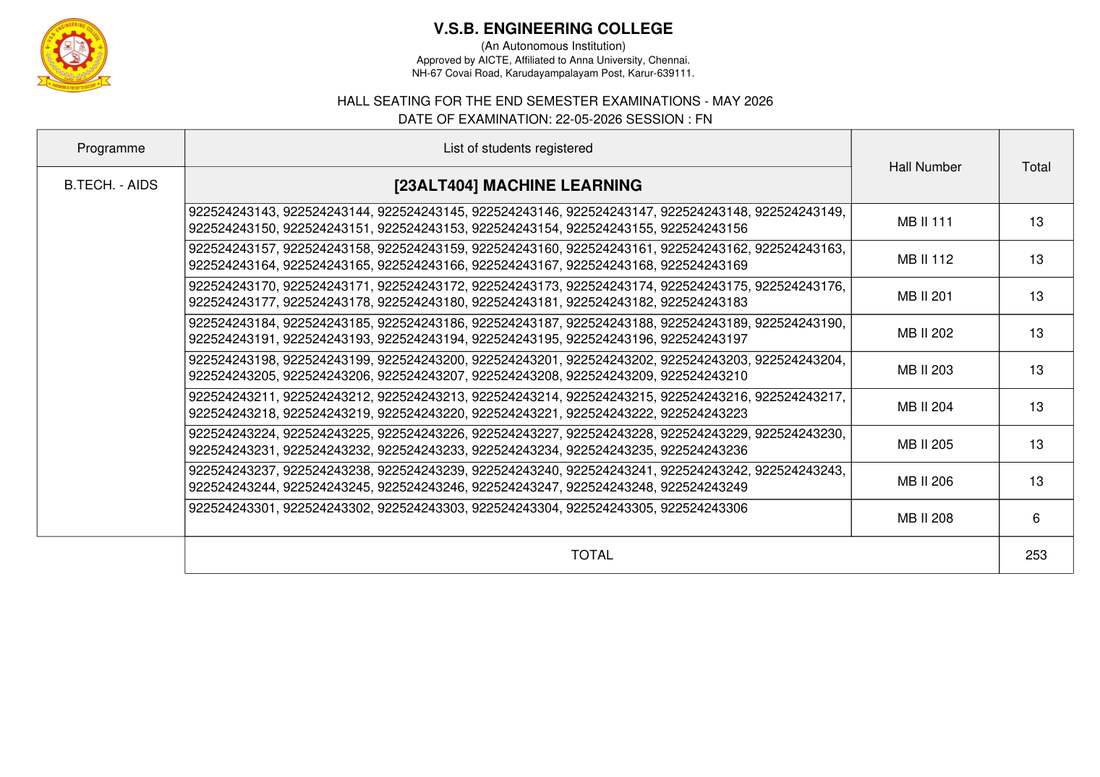 V.S.B. ENGINEERING COLLEGE
(An Autonomous Institution)
Approved by AICTE, Affiliated to Anna University, Chennai.
NH-67 Covai Road, Karudayampalayam Post, Karur-639111.
HALL SEATING FOR THE END SEMESTER EXAMINATIONS - MAY 2026
DATE OF EXAMINATION: 22-05-2026 SESSION : FN
Programme List of students registered Hall Number Total
B.TECH. - AIDS [23ALT404] MACHINE LEARNING
922524243143, 922524243144, 922524243145, 922524243146, 922524243147, 922524243148, 922524243149,
922524243150, 922524243151, 922524243153, 922524243154, 922524243155, 922524243156
MB II 111 13
922524243157, 922524243158, 922524243159, 922524243160, 922524243161, 922524243162, 922524243163,
922524243164, 922524243165, 922524243166, 922524243167, 922524243168, 922524243169
MB II 112 13
922524243170, 922524243171, 922524243172, 922524243173, 922524243174, 922524243175, 922524243176,
922524243177, 922524243178, 922524243180, 922524243181, 922524243182, 922524243183
MB II 201 13
922524243184, 922524243185, 922524243186, 922524243187, 922524243188, 922524243189, 922524243190,
922524243191, 922524243193, 922524243194, 922524243195, 922524243196, 922524243197
MB II 202 13
922524243198, 922524243199, 922524243200, 922524243201, 922524243202, 922524243203, 922524243204,
922524243205, 922524243206, 922524243207, 922524243208, 922524243209, 922524243210
MB II 203 13
922524243211, 922524243212, 922524243213, 922524243214, 922524243215, 922524243216, 922524243217,
922524243218, 922524243219, 922524243220, 922524243221, 922524243222, 922524243223
MB II 204 13
922524243224, 922524243225, 922524243226, 922524243227, 922524243228, 922524243229, 922524243230,
922524243231, 922524243232, 922524243233, 922524243234, 922524243235, 922524243236
MB II 205 13
922524243237, 922524243238, 922524243239, 922524243240, 922524243241, 922524243242, 922524243243,
922524243244, 922524243245, 922524243246, 922524243247, 922524243248, 922524243249
MB II 206 13
922524243301, 922524243302, 922524243303, 922524243304, 922524243305, 922524243306
MB II 208 6
TOTAL 253